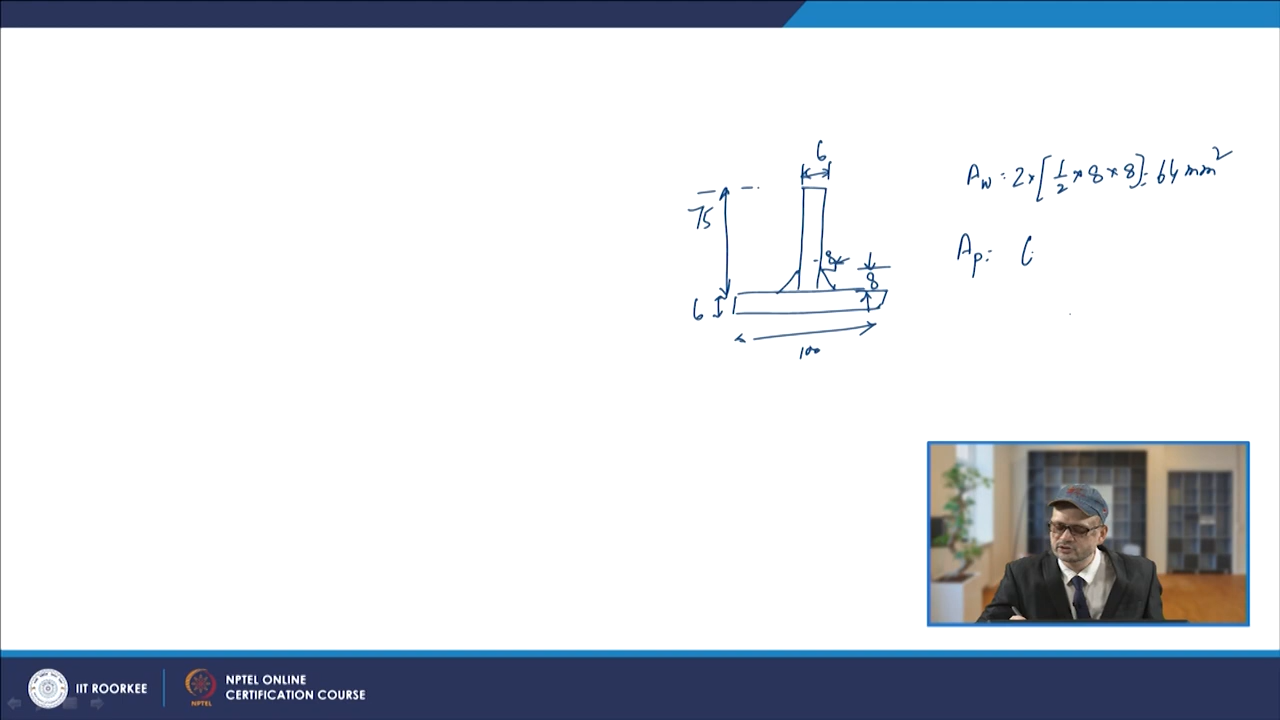 6
A_w = 2 × [1/2 × 8 × 8] = 64 mm²
75
8
8
A_p = (
6
100
IIT ROORKEE
NPTEL
NPTEL ONLINE
CERTIFICATION COURSE